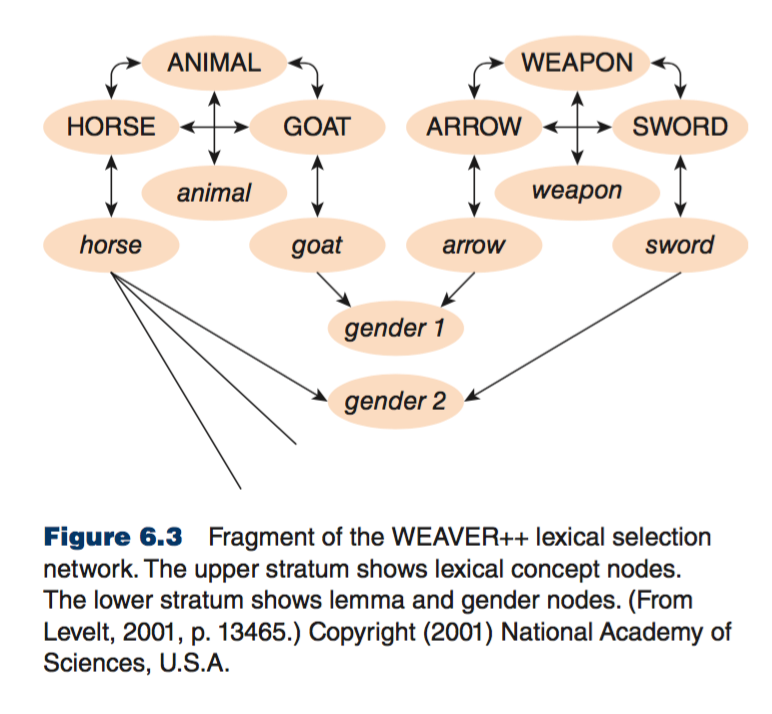 ANIMAL WEAPON
HORSE GOAT ARROW SWORD
animal weapon
horse goat arrow sword
gender 1
gender 2
Figure 6.3 Fragment of the WEAVER++ lexical selection
network. The upper stratum shows lexical concept nodes.
The lower stratum shows lemma and gender nodes. (From
Levelt, 2001, p. 13465.) Copyright (2001) National Academy of
Sciences, U.S.A.